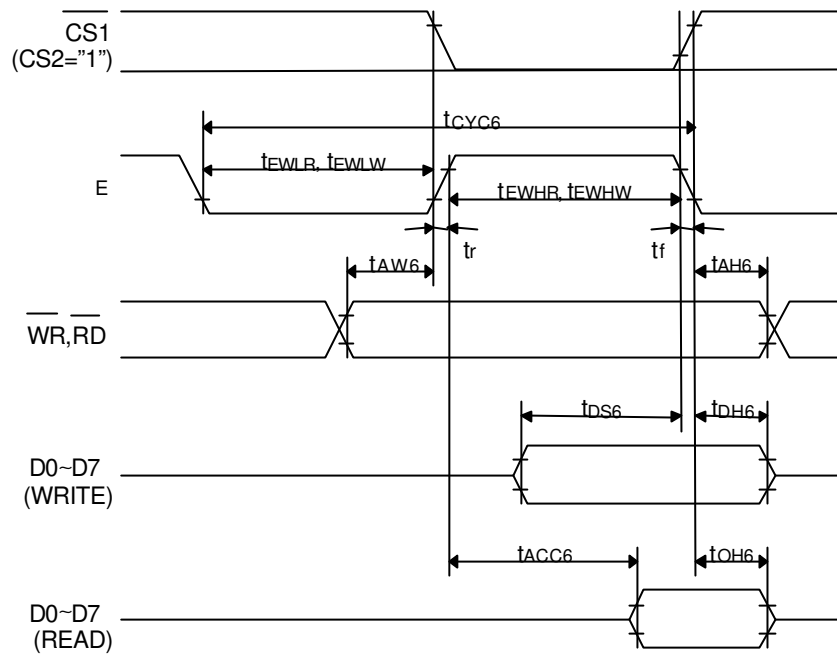 CS1
(CS2="1")
tCYC6
tEWLR, tEWLW
E
tEWHR, tEWHW
tr
tf
tAW6
tAH6
WR,RD
tDS6
tDH6
D0~D7
(WRITE)
tACC6
tOH6
D0~D7
(READ)